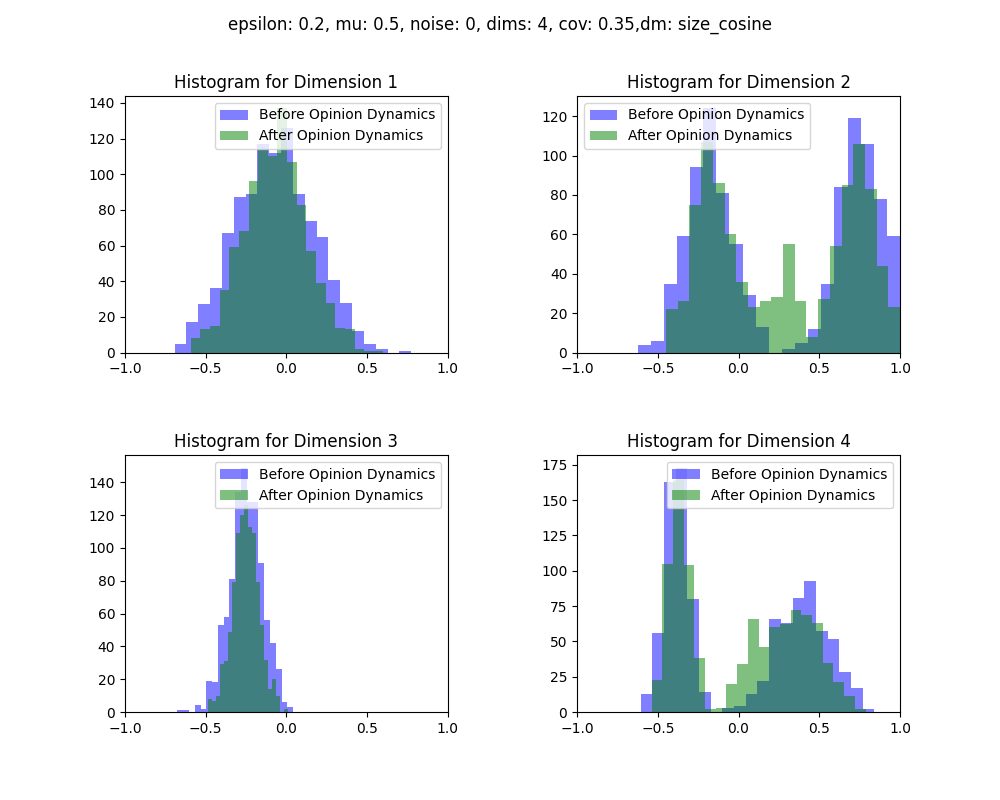 epsilon: 0.2, mu: 0.5, noise: 0, dims: 4, cov: 0.35,dm: size_cosine
Histogram for Dimension 1
Before Opinion Dynamics
After Opinion Dynamics
140
120
100
80
60
40
20
0
−1.0 −0.5 0.0 0.5 1.0
Histogram for Dimension 2
Before Opinion Dynamics
After Opinion Dynamics
120
100
80
60
40
20
0
−1.0 −0.5 0.0 0.5 1.0
Histogram for Dimension 3
Before Opinion Dynamics
After Opinion Dynamics
140
120
100
80
60
40
20
0
−1.0 −0.5 0.0 0.5 1.0
Histogram for Dimension 4
Before Opinion Dynamics
After Opinion Dynamics
175
150
125
100
75
50
25
0
−1.0 −0.5 0.0 0.5 1.0